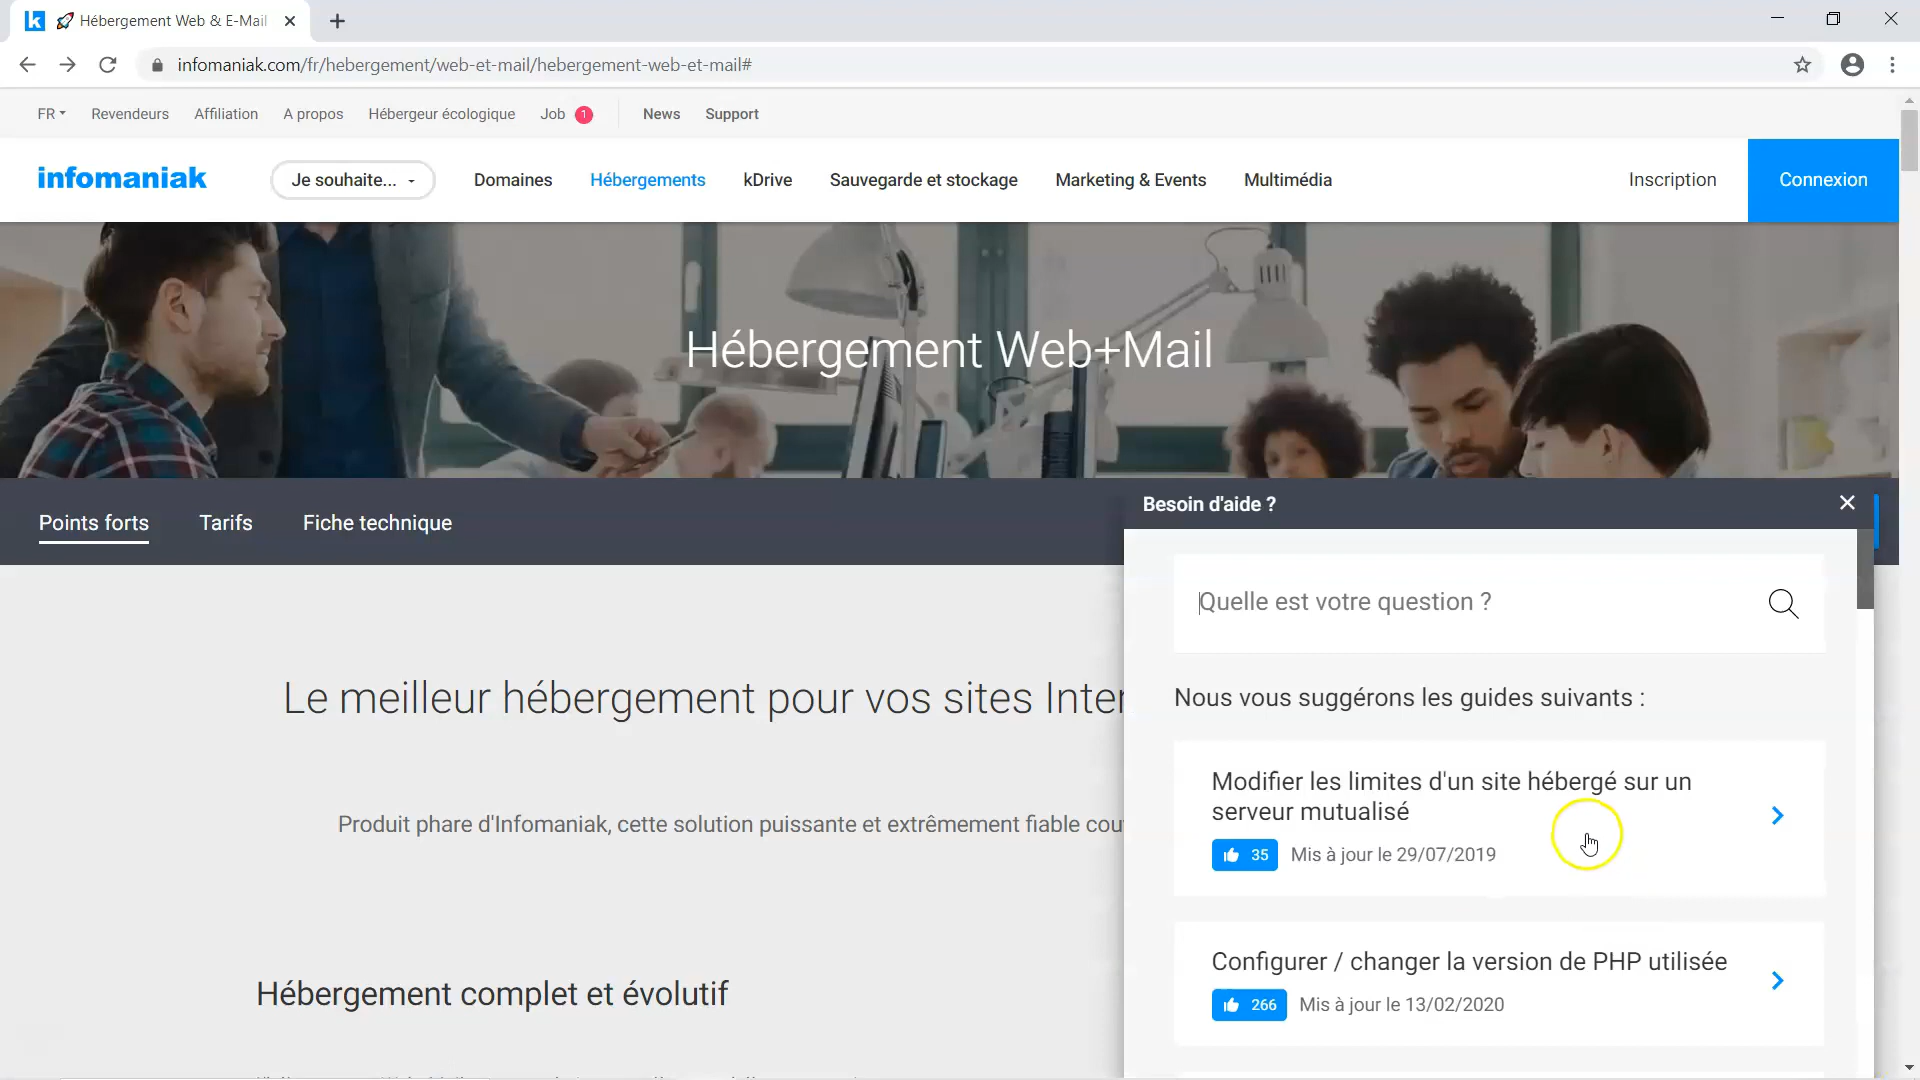 Hébergement Web & E-Mail
infomaniak.com/fr/hebergement/web-et-mail/hebergement-web-et-mail#
FR Revendeurs Affiliation A propos Hébergeur écologique Job 1 News Support
infomaniak Je souhaite... Domaines Hébergements kDrive Sauvegarde et stockage Marketing & Events Multimédia Inscription Connexion
Hébergement Web+Mail
Points forts Tarifs Fiche technique
Besoin d'aide ?
Quelle est votre question ?
Nous vous suggérons les guides suivants :
Modifier les limites d'un site hébergé sur un
serveur mutualisé
35 Mis à jour le 29/07/2019
Configurer / changer la version de PHP utilisée
266 Mis à jour le 13/02/2020
Le meilleur hébergement pour vos sites Inter
Produit phare d'Infomaniak, cette solution puissante et extrêmement fiable cou
Hébergement complet et évolutif